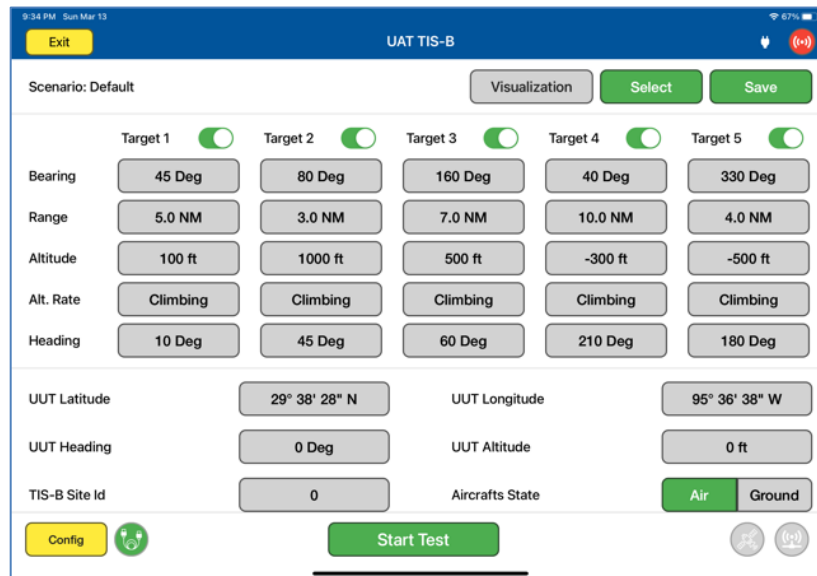 9:34 PM Sun Mar 13 67%
Exit UAT TIS-B
Scenario: Default Visualization Select Save
Target 1 Target 2 Target 3 Target 4 Target 5
Bearing 45 Deg 80 Deg 160 Deg 40 Deg 330 Deg
Range 5.0 NM 3.0 NM 7.0 NM 10.0 NM 4.0 NM
Altitude 100 ft 1000 ft 500 ft -300 ft -500 ft
Alt. Rate Climbing Climbing Climbing Climbing Climbing
Heading 10 Deg 45 Deg 60 Deg 210 Deg 180 Deg
UUT Latitude 29° 38' 28" N UUT Longitude 95° 36' 38" W
UUT Heading 0 Deg UUT Altitude 0 ft
TIS-B Site Id 0 Aircrafts State Air Ground
Config Start Test